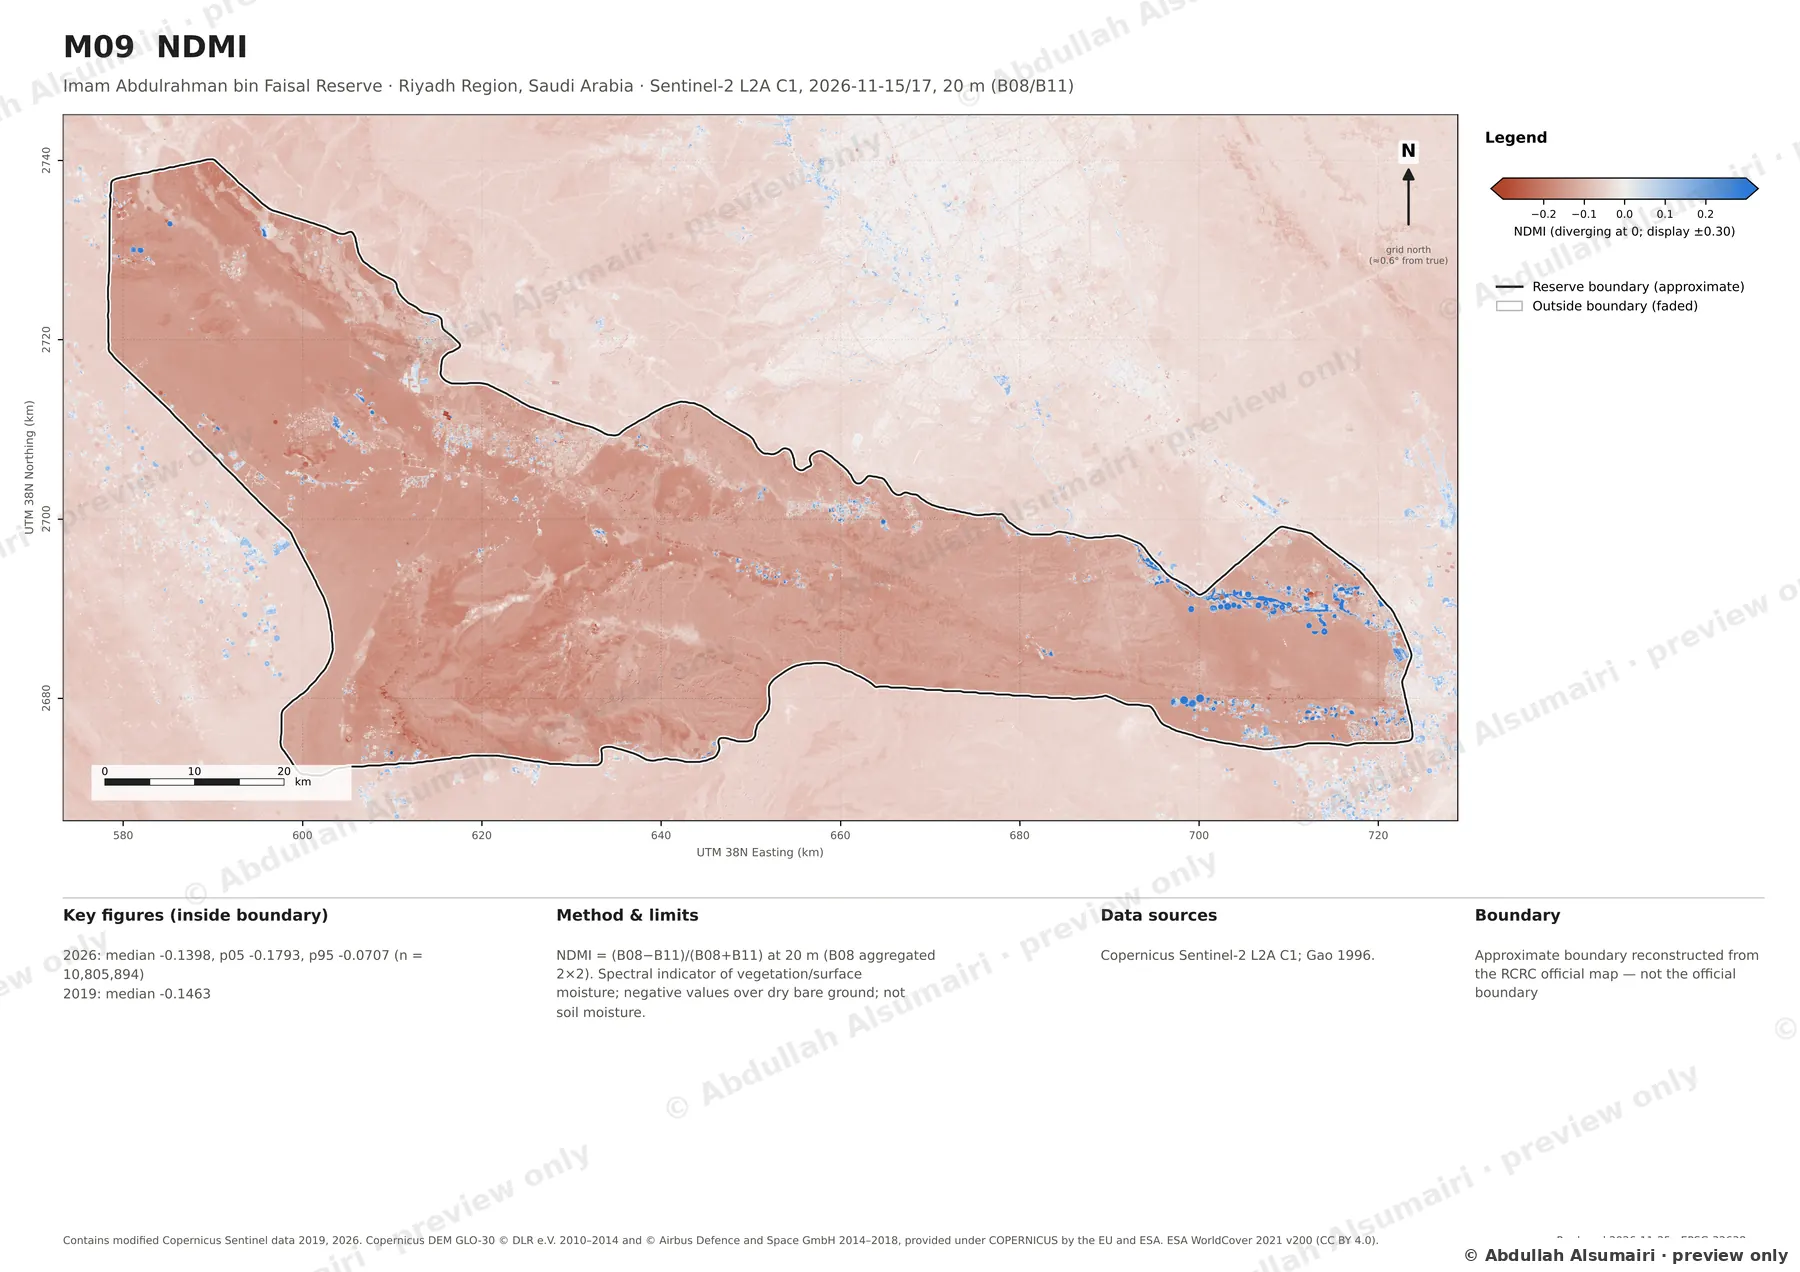 M09 NDMI
Imam Abdulrahman bin Faisal Reserve · Riyadh Region, Saudi Arabia · Sentinel-2 L2A C1, 2026-11-15/17, 20 m (B08/B11)
N
grid north
(≈0.6° from true)
2740
2720
2700
2680
UTM 38N Northing (km)
0 10 20
km
580 600 620 640 660 680 700 720
UTM 38N Easting (km)
Legend
−0.2 −0.1 0.0 0.1 0.2
NDMI (diverging at 0; display ±0.30)
Reserve boundary (approximate)
Outside boundary (faded)
Key figures (inside boundary)
2026: median -0.1398, p05 -0.1793, p95 -0.0707 (n =
10,805,894)
2019: median -0.1463
Method & limits
NDMI = (B08−B11)/(B08+B11) at 20 m (B08 aggregated
2×2). Spectral indicator of vegetation/surface
moisture; negative values over dry bare ground; not
soil moisture.
Data sources
Copernicus Sentinel-2 L2A C1; Gao 1996.
Boundary
Approximate boundary reconstructed from
the RCRC official map — not the official
boundary
Contains modified Copernicus Sentinel data 2019, 2026. Copernicus DEM GLO-30 © DLR e.V. 2010–2014 and © Airbus Defence and Space GmbH 2014–2018, provided under COPERNICUS by the EU and ESA. ESA WorldCover 2021 v200 (CC BY 4.0).
© Abdullah Alsumairi · preview only
© Abdullah Alsumairi · preview only